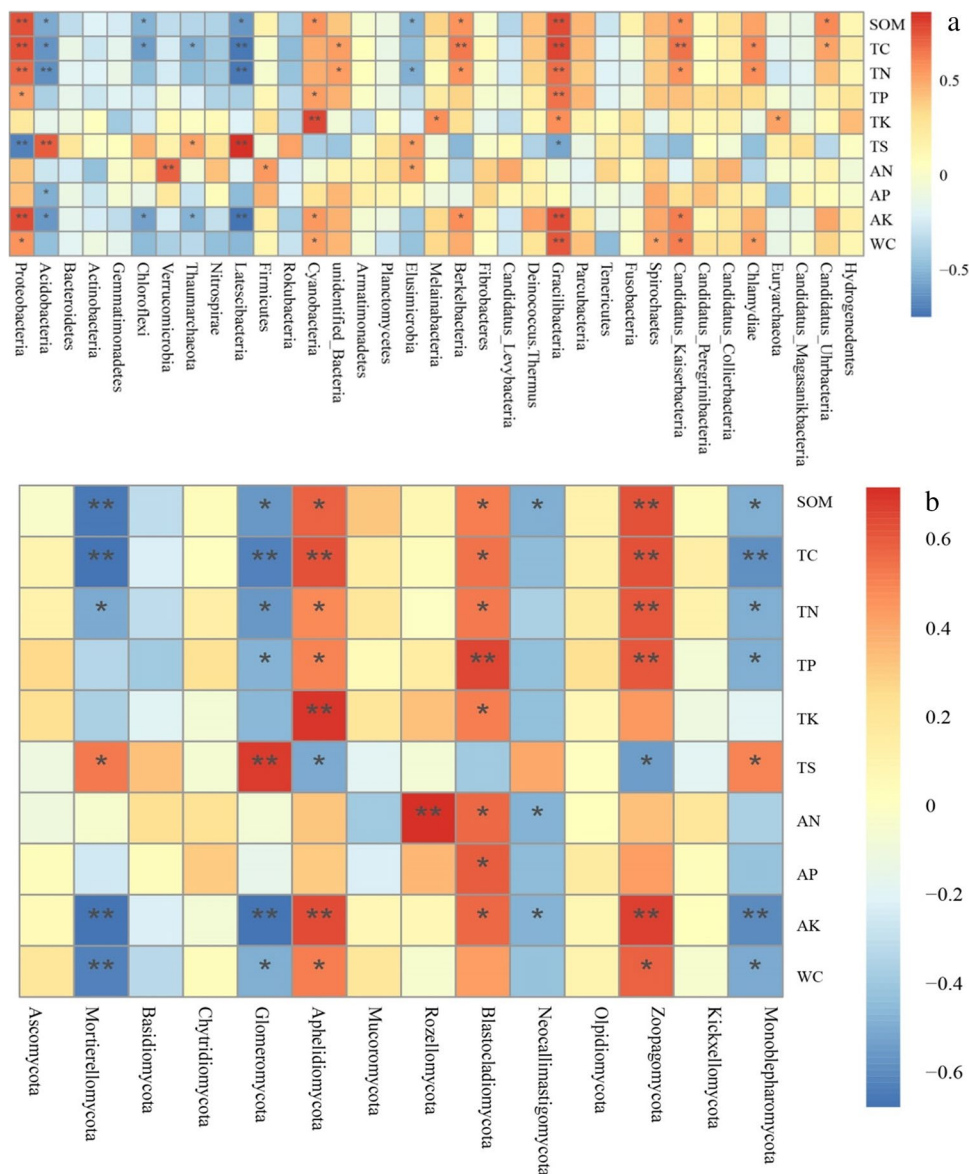 ** * * * * * * ** * * SOM a
** * * * ** * ** ** ** * * TC
** ** ** * * * ** * * TN
* * ** TP
** * * * TK
** ** * ** * * TS
** * * AN
* AP
** * * * ** * * ** * AK
* * ** * * * WC
0.5
0
−0.5
Proteobacteria
Acidobacteria
Bacteroidetes
Actinobacteria
Gemmatimonadetes
Chloroflexi
Verrucomicrobia
Thaumarchaeota
Nitrospirae
Latescibacteria
Firmicutes
Rokubacteria
Cyanobacteria
unidentified_Bacteria
Armatimonadetes
Planctomycetes
Elusimicrobia
Melainabacteria
Berkelbacteria
Fibrobacteres
Candidatus_Levybacteria
Deinococcus.Thermus
Gracilibacteria
Parcubacteria
Tenericutes
Fusobacteria
Spirochaetes
Candidatus_Kaiserbacteria
Candidatus_Peregrinibacteria
Candidatus_Collierbacteria
Chlamydiae
Euryarchaeota
Candidatus_Magasanikbacteria
Candidatus_Uhrbacteria
Hydrogenedentes
** * * * * ** * SOM b
** ** ** * ** ** TC
* * * * ** * TN
* * ** ** * TP
** * TK
* ** * * * TS
** * * AN
* AP
** ** ** * * ** ** AK
** * * * * WC
0.6
0.4
0.2
0
−0.2
−0.4
−0.6
Ascomycota
Mortierellomycota
Basidiomycota
Chytridiomycota
Glomeromycota
Aphelidiomycota
Mucoromycota
Rozellomycota
Blastocladiomycota
Neocallimastigomycota
Olpidiomycota
Zoopagomycota
Kickxellomycota
Monoblepharomycota